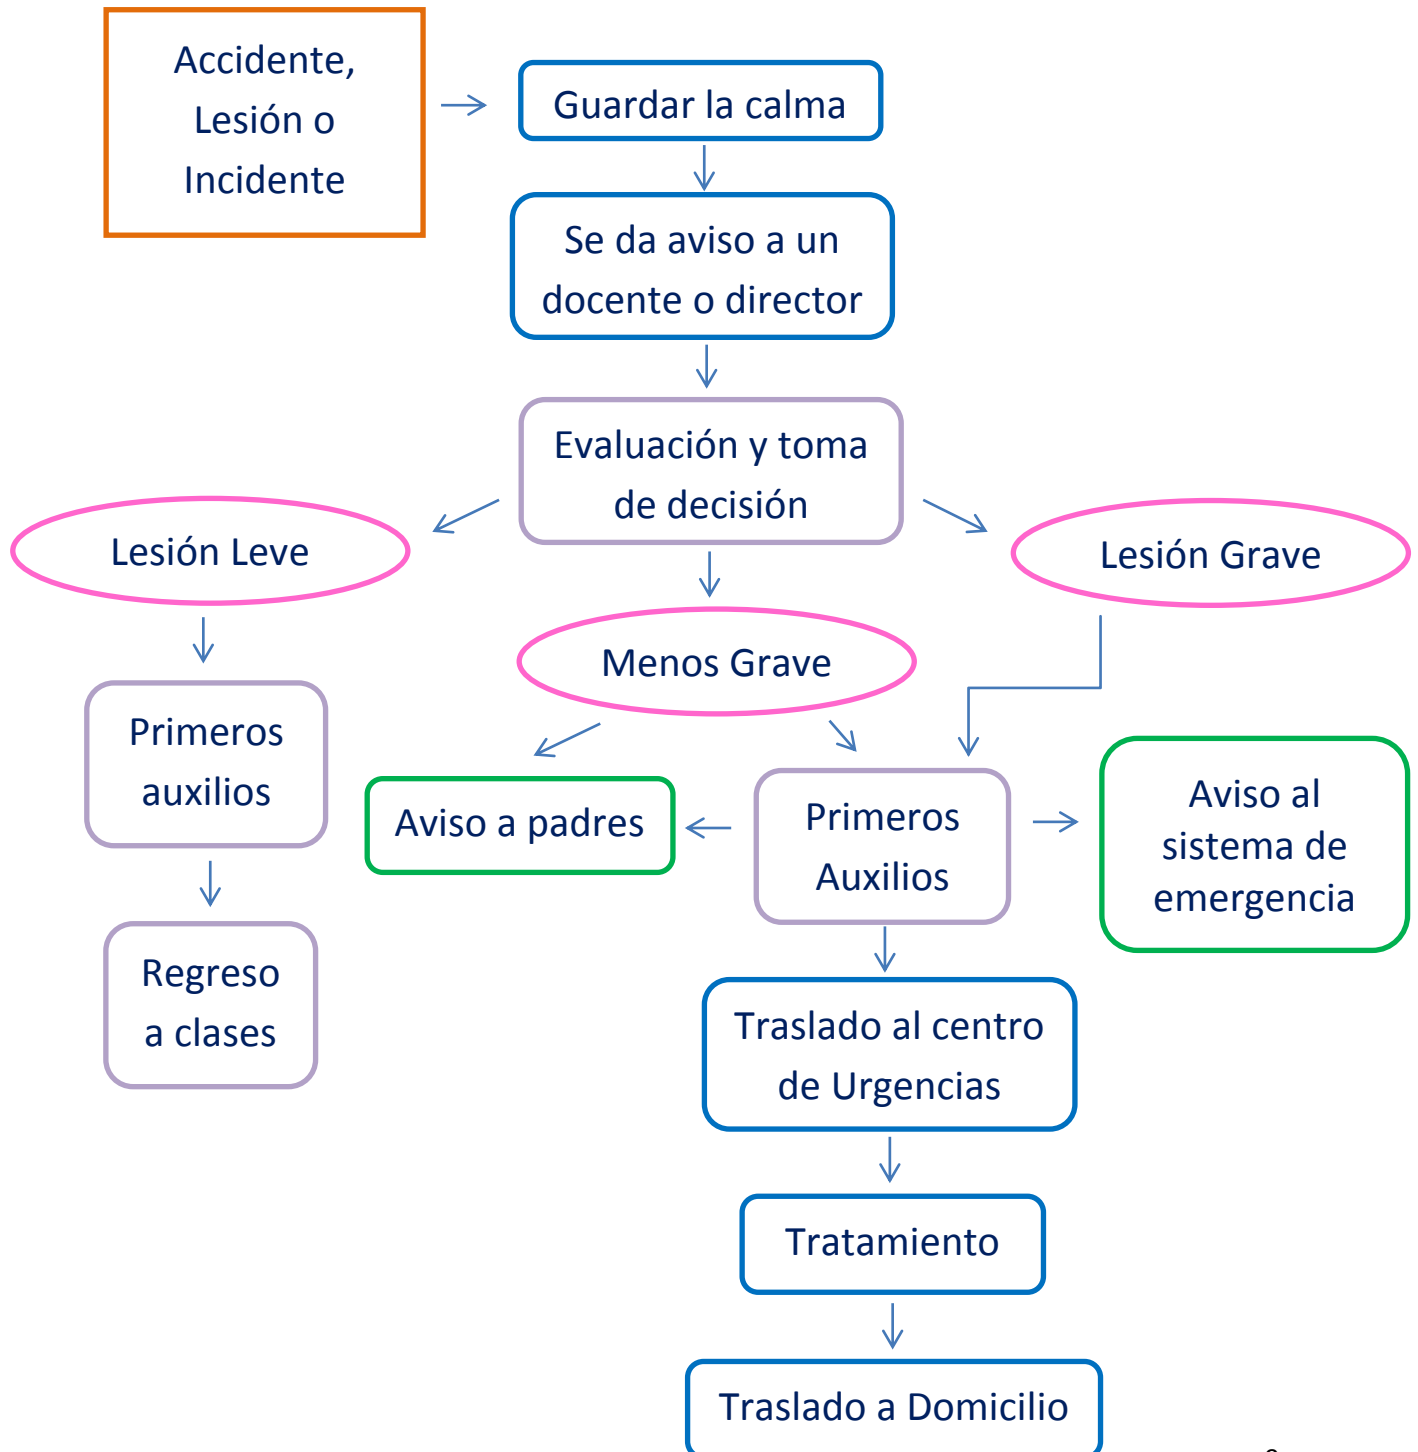 Accidente,
Lesión o
Incidente
Guardar la calma
Se da aviso a un
docente o director
Evaluación y toma
de decisión
Lesión Leve
Lesión Grave
Menos Grave
Primeros
auxilios
Aviso a padres
Primeros
Auxilios
Aviso al
sistema de
emergencia
Regreso
a clases
Traslado al centro
de Urgencias
Tratamiento
Traslado a Domicilio